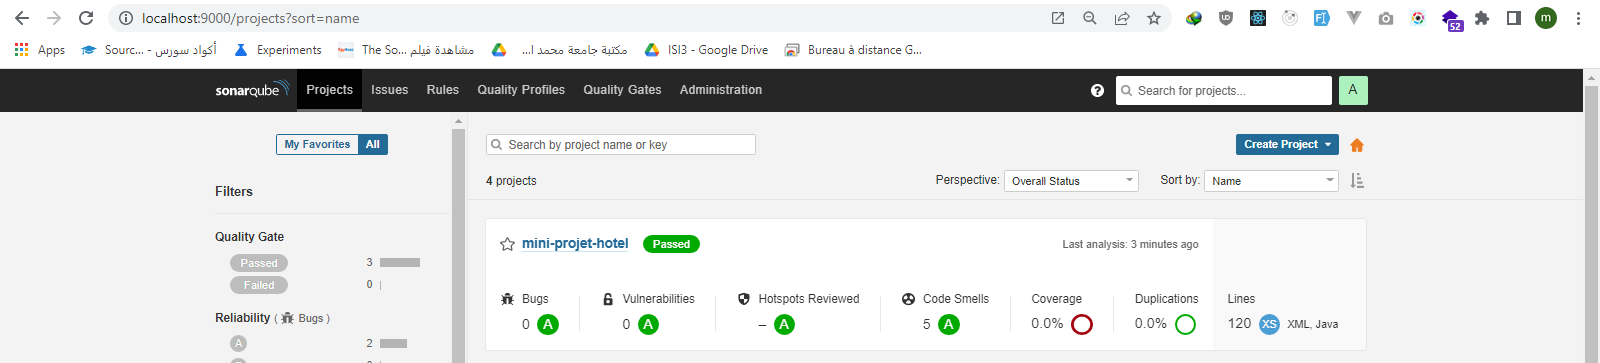 localhost:9000/projects?sort=name
52
m
Apps
Sourc... - أكواد سورس
Experiments
The So... مشاهدة فيلم
مكتبة جامعة محمد ا...
ISI3 - Google Drive
Bureau à distance G...
sonarqube Projects Issues Rules Quality Profiles Quality Gates Administration
Search for projects...
A
My Favorites All
Search by project name or key
Create Project
4 projects
Perspective: Overall Status
Sort by: Name
Filters
Quality Gate
Passed 3
Failed 0
Reliability ( Bugs )
A 2
mini-projet-hotel Passed
Last analysis: 3 minutes ago
Bugs Vulnerabilities Hotspots Reviewed Code Smells Coverage Duplications Lines
0 A 0 A – A 5 A 0.0% 0.0% 120 XS XML, Java